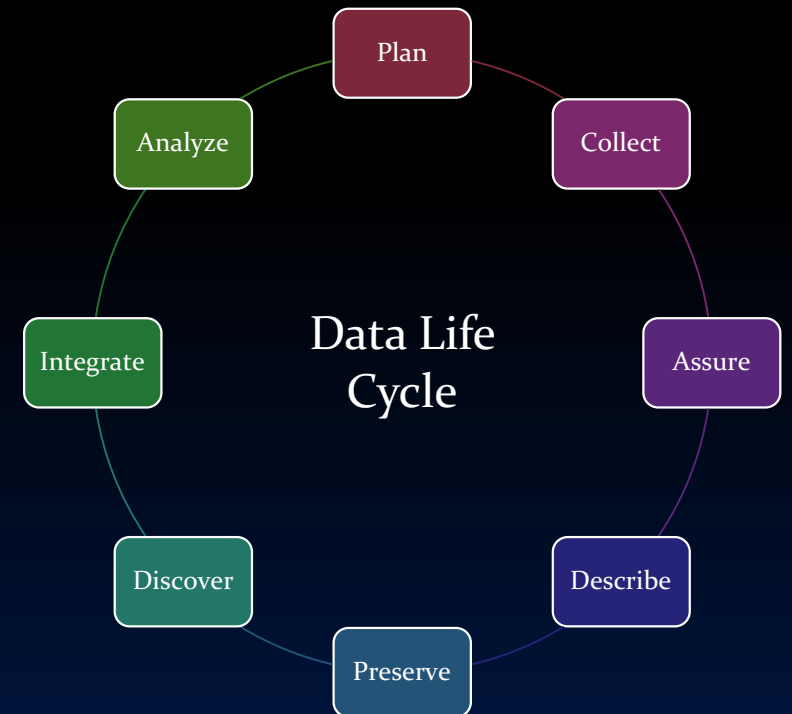 Plan
Collect
Assure
Describe
Preserve
Discover
Integrate
Analyze
Data Life
Cycle